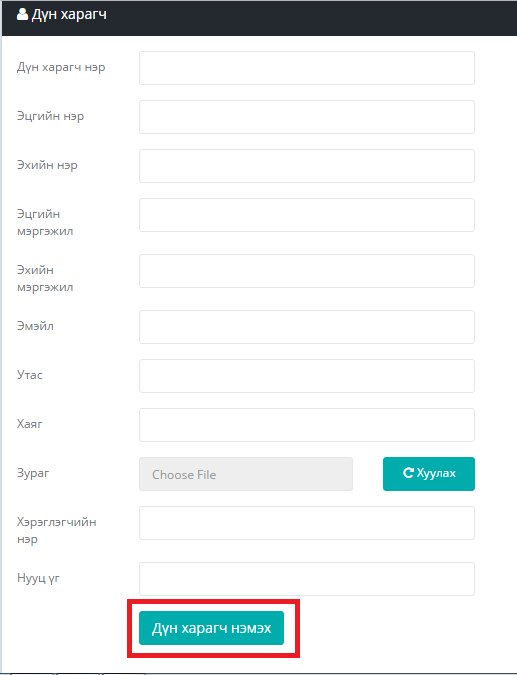 Дүн харагч
Дүн харагч нэр
Эцгийн нэр
Эхийн нэр
Эцгийн
мэргэжил
Эхийн
мэргэжил
Эмэйл
Утас
Хаяг
Зураг Choose File Хуулах
Хэрэглэгчийн
нэр
Нууц үг
Дүн харагч нэмэх